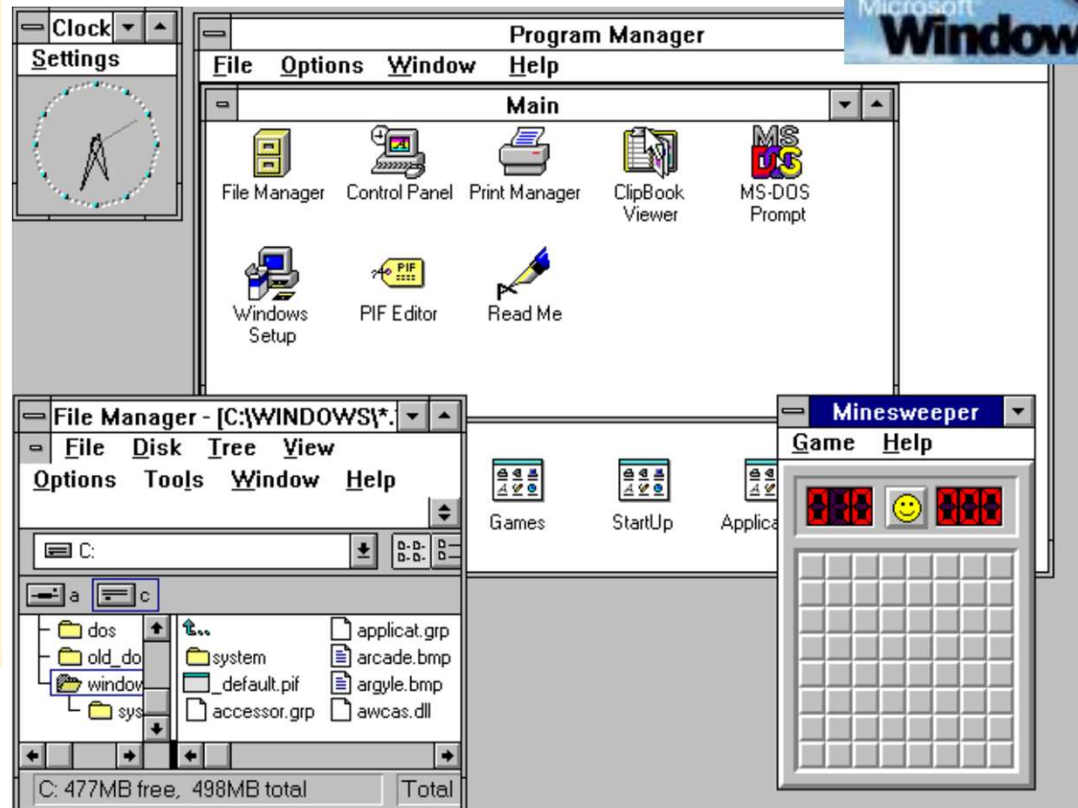 Microsoft
Window
Clock
Settings
Program Manager
File Options Window Help
Main
File Manager
Control Panel
Print Manager
ClipBook
Viewer
MS-DOS
Prompt
Windows
Setup
PIF
PIF Editor
Read Me
File Manager - [C:\WINDOWS\*.
File Disk Tree View
Options Tools Window Help
C:
a c
dos
old_do
window
sys
system
_default.pif
accessor.grp
applicat.grp
arcade.bmp
argyle.bmp
awcas.dll
C: 477MB free, 498MB total
Total
Games
StartUp
Applica
Minesweeper
Game Help
010
000